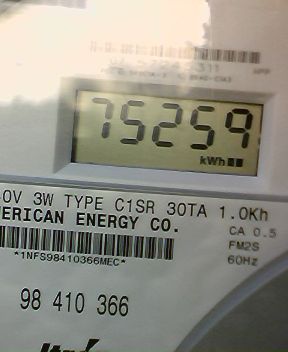 75259
kWh
0V 3W TYPE C1SR 30TA 1.0Kh
ERICAN ENERGY CO.
CA 0.5
FM2S
60Hz
*1NFS98410366MEC*
98 410 366